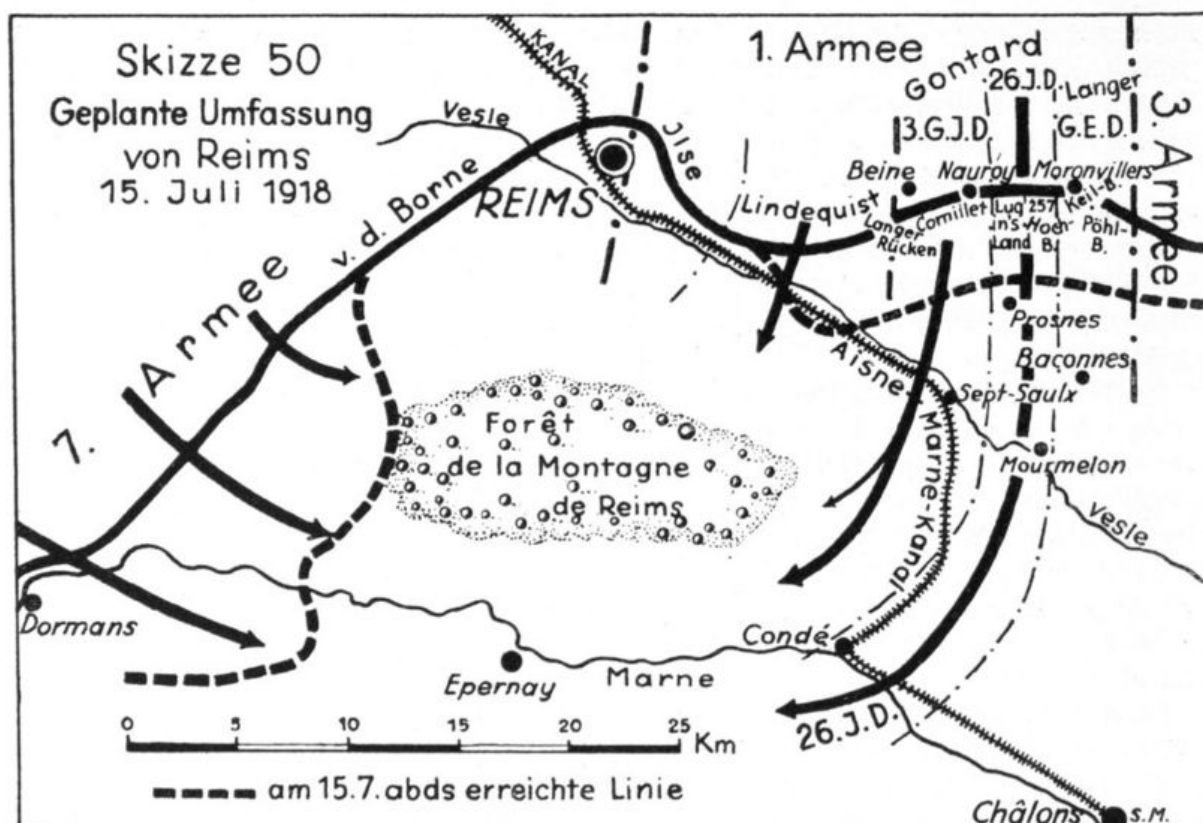 Skizze 50
Geplante Umfassung
von Reims
15. Juli 1918
KANAL
Vesle
Jlse
REIMS
1. Armee
Gontard
26.J.D.
Langer
3.G.J.D.
G.E.D.
3. Armee
Beine
Nauroy
Moronvillers
Lindequist
Langer
Rücken
Cornillet
Lug
in's
Land
257
Hoch-
B.
Keil-B.
Pöhl-
B.
v. d. Borne
7. Armee
Prosnes
Baconnes
Sept-Saulx
Mourmelon
Vesle
Aisne-
Marne-Kanal
Forêt
de la Montagne
de Reims
Dormans
Epernay
Marne
Condé
26.J.D.
Châlons
S.M.
0 5 10 15 20 25 Km
am 15.7. abds erreichte Linie